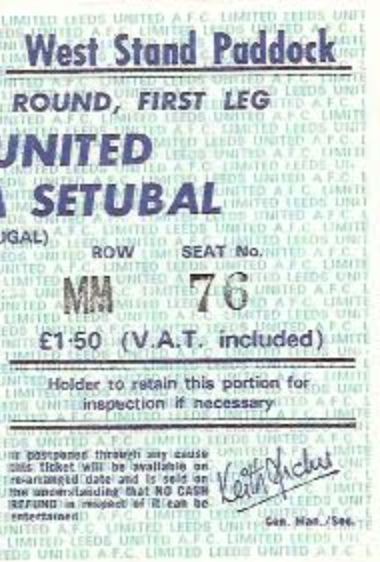 West Stand Paddock
ROUND, FIRST LEG
UNITED
A SETUBAL
UGAL)
ROW SEAT No.
MM 76
£1·50 (V.A.T. included)
Holder to retain this portion for
inspection if necessary
If postponed through any cause
this ticket will be available on
re-arranged date and is sold on
the understanding that NO CASH
REFUND in respect of it can be
entertained
Keith Archer
Gen. Man./Sec.